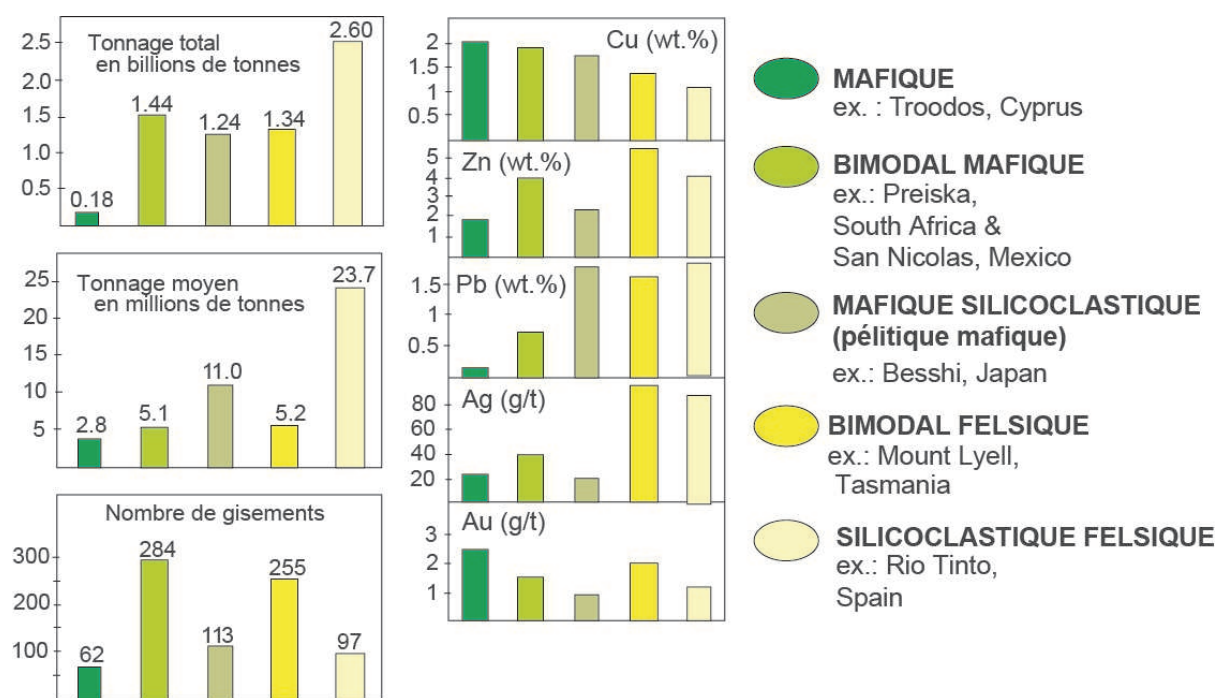 Tonnage total
en billions de tonnes
2.5
2.0
1.5
1.0
0.5
0.18
1.44
1.24
1.34
2.60
Tonnage moyen
en millions de tonnes
25
20
15
10
5
2.8
5.1
11.0
5.2
23.7
Nombre de gisements
300
200
100
62
284
113
255
97
Cu (wt.%)
2
1.5
1
0.5
Zn (wt.%)
5
4
3
2
1
Pb (wt.%)
1.5
1
0.5
Ag (g/t)
80
60
40
20
Au (g/t)
3
2
1
MAFIQUE
ex. : Troodos, Cyprus
BIMODAL MAFIQUE
ex.: Preiska,
South Africa &
San Nicolas, Mexico
MAFIQUE SILICOCLASTIQUE
(pélitique mafique)
ex.: Besshi, Japan
BIMODAL FELSIQUE
ex.: Mount Lyell,
Tasmania
SILICOCLASTIQUE FELSIQUE
ex.: Rio Tinto,
Spain